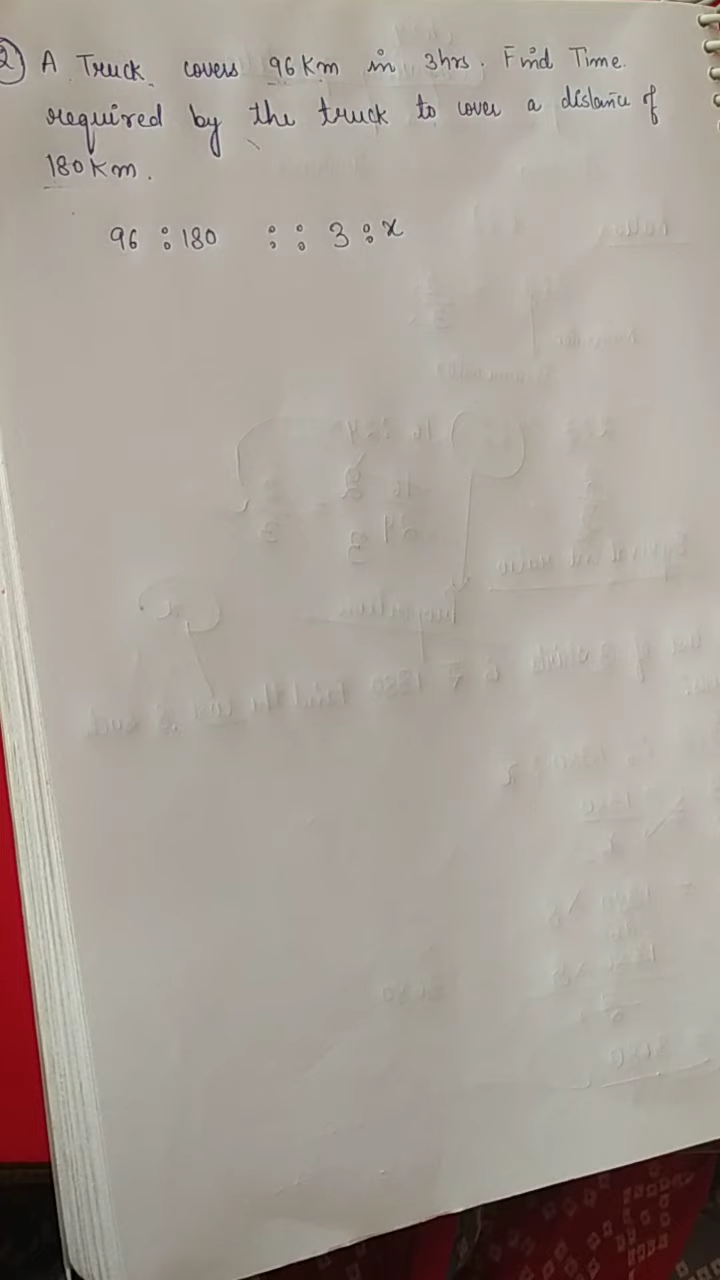 2 A Truck covers 96 Km in 3hrs. Find Time
required by the truck to cover a distance of
180 Km.
96 : 180 :: 3 : x